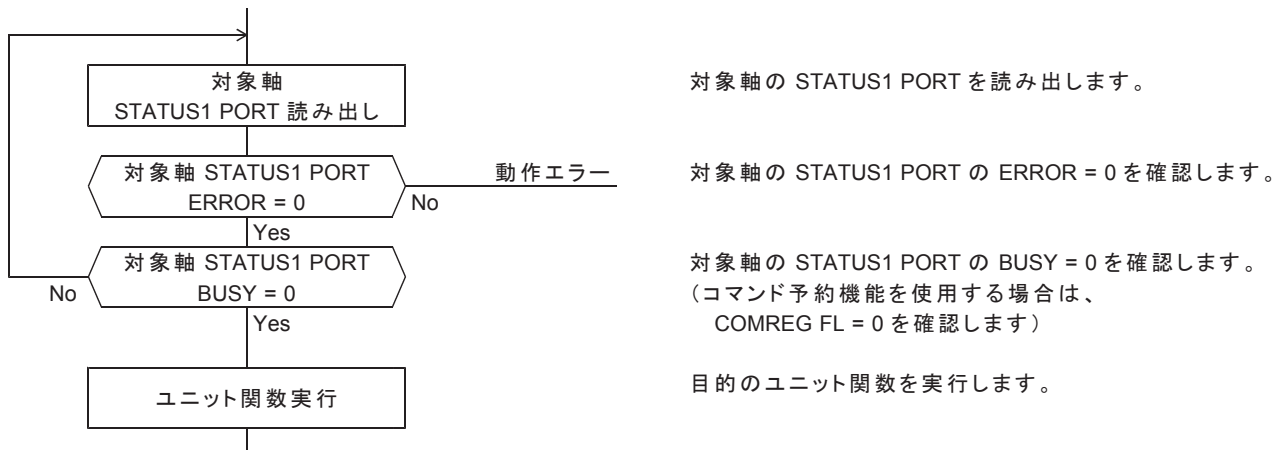 対象軸
STATUS1 PORT 読み出し
対象軸の STATUS1 PORT を読み出します。
対象軸 STATUS1 PORT
ERROR = 0
動作エラー
No
Yes
対象軸の STATUS1 PORT の ERROR = 0 を確認します。
対象軸 STATUS1 PORT
BUSY = 0
No
Yes
対象軸の STATUS1 PORT の BUSY = 0 を確認します。
（コマンド予約機能を使用する場合は、
COMREG FL = 0 を確認します）
ユニット関数実行
目的のユニット関数を実行します。